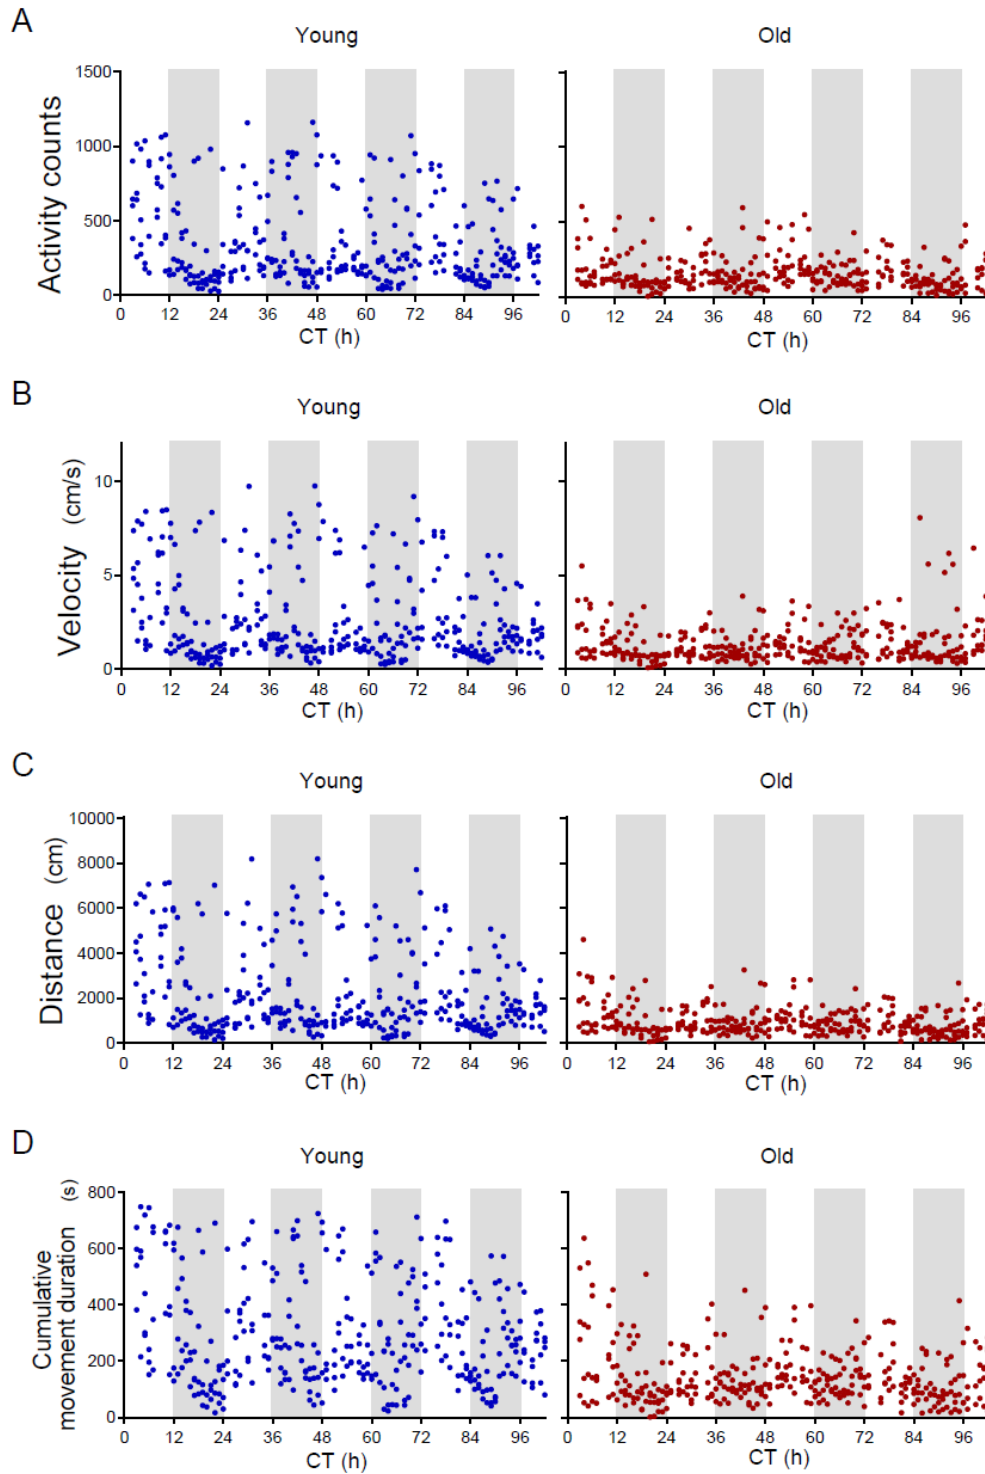 A
Young Old
Activity counts
1500
1000
500
0
0 12 24 36 48 60 72 84 96 0 12 24 36 48 60 72 84 96
CT (h) CT (h)
B
Young Old
Velocity (cm/s)
10
5
0
0 12 24 36 48 60 72 84 96 0 12 24 36 48 60 72 84 96
CT (h) CT (h)
C
Young Old
Distance (cm)
10000
8000
6000
4000
2000
0
0 12 24 36 48 60 72 84 96 0 12 24 36 48 60 72 84 96
CT (h) CT (h)
D
Young Old
Cumulative
movement duration (s)
800
600
400
200
0
0 12 24 36 48 60 72 84 96 0 12 24 36 48 60 72 84 96
CT (h) CT (h)